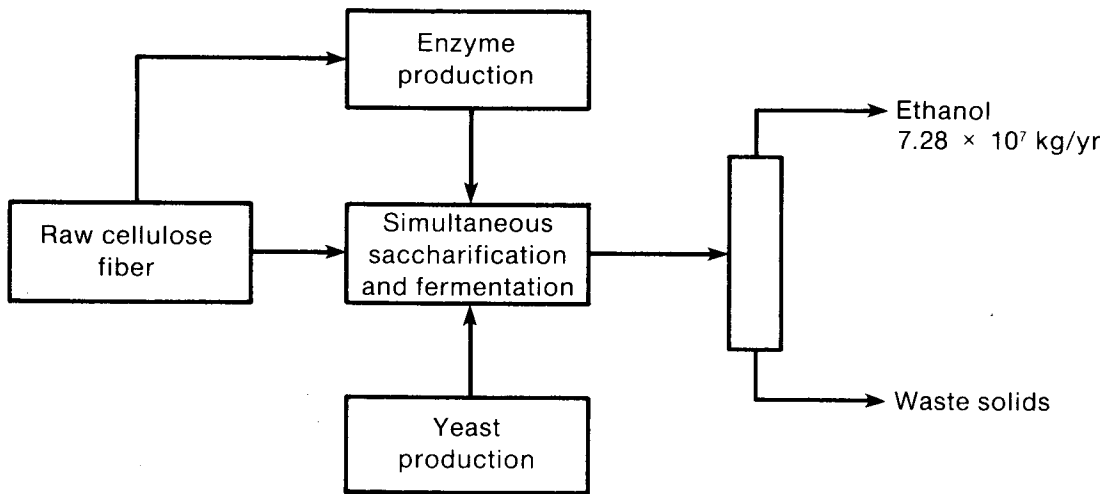 Enzyme
production
Ethanol
7.28 × 10⁷ kg/yr
Raw cellulose
fiber
Simultaneous
saccharification
and fermentation
Waste solids
Yeast
production